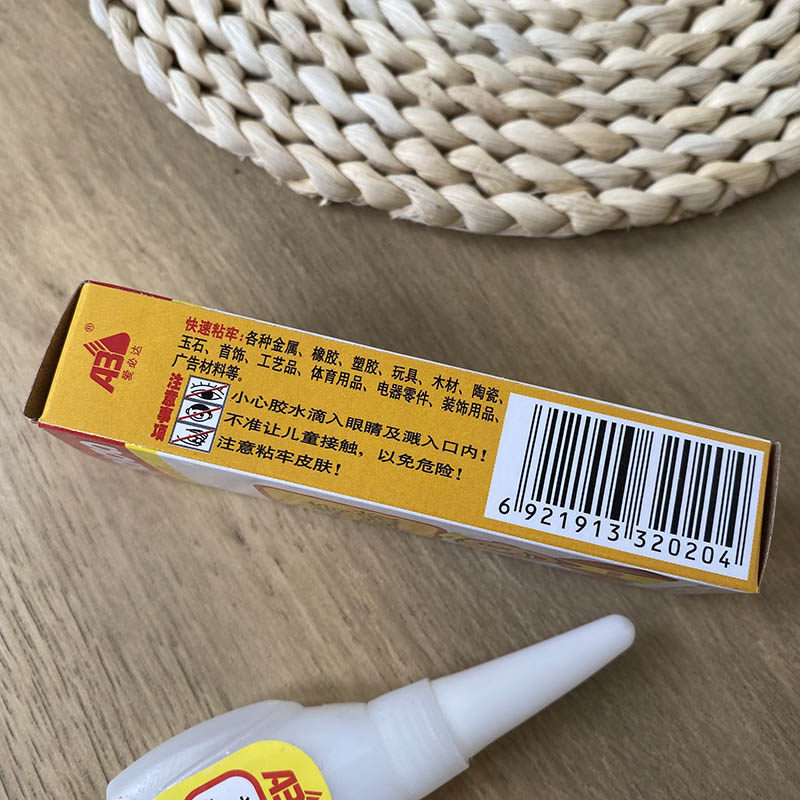 AB®
爱必达
快速粘牢:各种金属、橡胶、塑胶、玩具、木材、陶瓷、
玉石、首饰、工艺品、体育用品、电器零件、装饰用品、
广告材料等。
注意事项
小心胶水滴入眼睛及溅入口内!
不准让儿童接触，以免危险!
注意粘牢皮肤!
6 921913 320204
AB